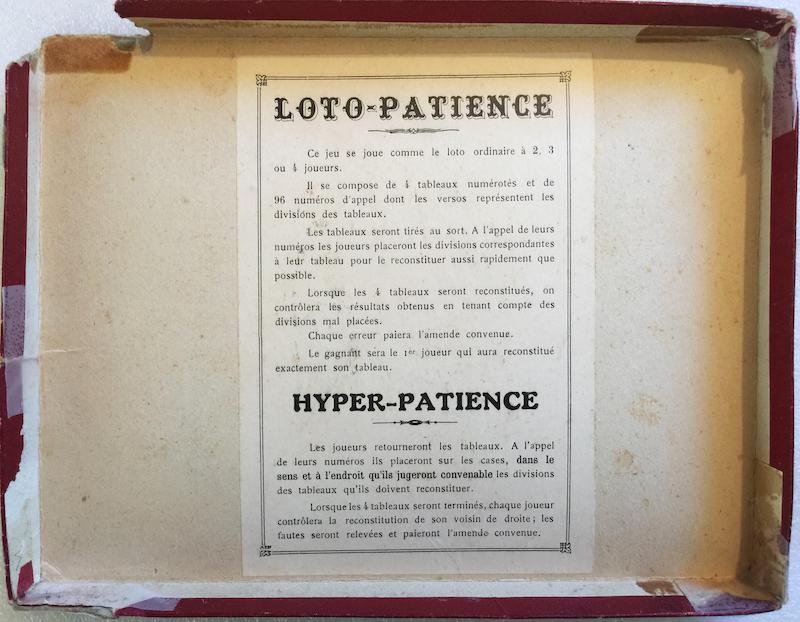 LOTO-PATIENCE
Ce jeu se joue comme le loto ordinaire à 2, 3
ou 4 joueurs.
Il se compose de 4 tableaux numérotés et de
96 numéros d'appel dont les versos représentent les
divisions des tableaux.
Les tableaux seront tirés au sort. A l'appel de leurs
numéros les joueurs placeront les divisions correspondantes
à leur tableau pour le reconstituer aussi rapidement que
possible.
Lorsque les 4 tableaux seront reconstitués, on
contrôlera les résultats obtenus en tenant compte des
divisions mal placées.
Chaque erreur paiera l'amende convenue.
Le gagnant sera le 1er joueur qui aura reconstitué
exactement son tableau.
HYPER-PATIENCE
Les joueurs retourneront les tableaux. A l'appel
de leurs numéros ils placeront sur les cases, dans le
sens et à l'endroit qu'ils jugeront convenable les divisions
des tableaux qu'ils doivent reconstituer.
Lorsque les 4 tableaux seront terminés, chaque joueur
contrôlera la reconstitution de son voisin de droite; les
fautes seront relevées et paieront l'amende convenue.